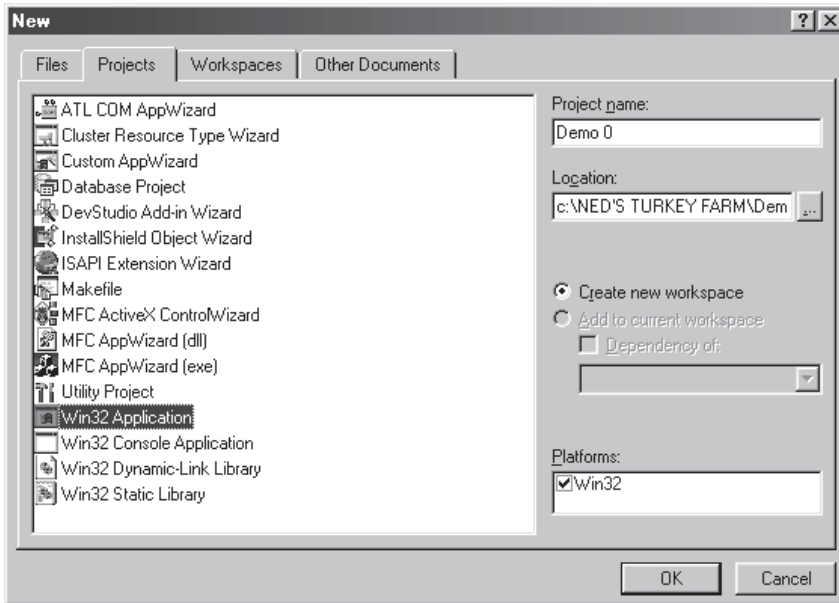 New
Files Projects Workspaces Other Documents
ATL COM AppWizard
Cluster Resource Type Wizard
Custom AppWizard
Database Project
DevStudio Add-in Wizard
InstallShield Object Wizard
ISAPI Extension Wizard
Makefile
MFC ActiveX ControlWizard
MFC AppWizard (dll)
MFC AppWizard (exe)
Utility Project
Win32 Application
Win32 Console Application
Win32 Dynamic-Link Library
Win32 Static Library
Project name:
Demo 0
Location:
c:\NED'S TURKEY FARM\Dem ...
Create new workspace
Add to current workspace
Dependency of:
Platforms:
Win32
OK Cancel